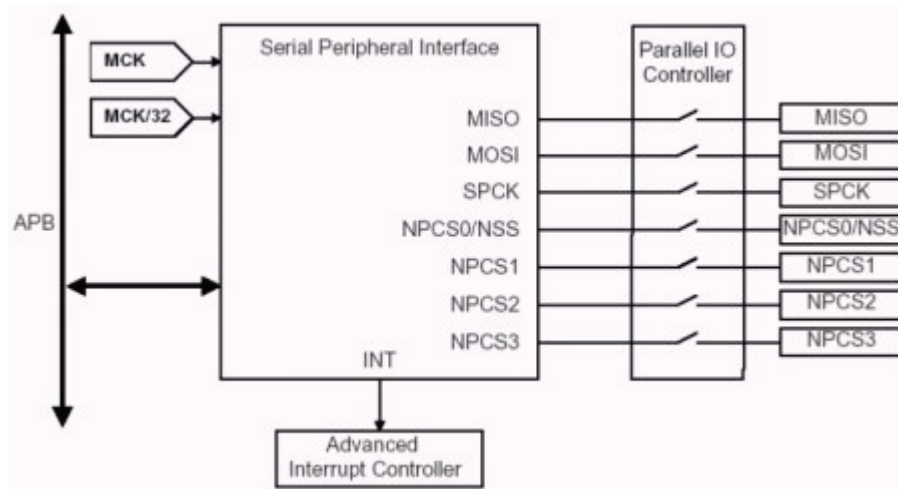 Serial Peripheral Interface
Parallel IO
Controller
MCK
MCK/32
APB
MISO
MOSI
SPCK
NPCS0/NSS
NPCS1
NPCS2
NPCS3
INT
MISO
MOSI
SPCK
NPCS0/NSS
NPCS1
NPCS2
NPCS3
Advanced
Interrupt Controller